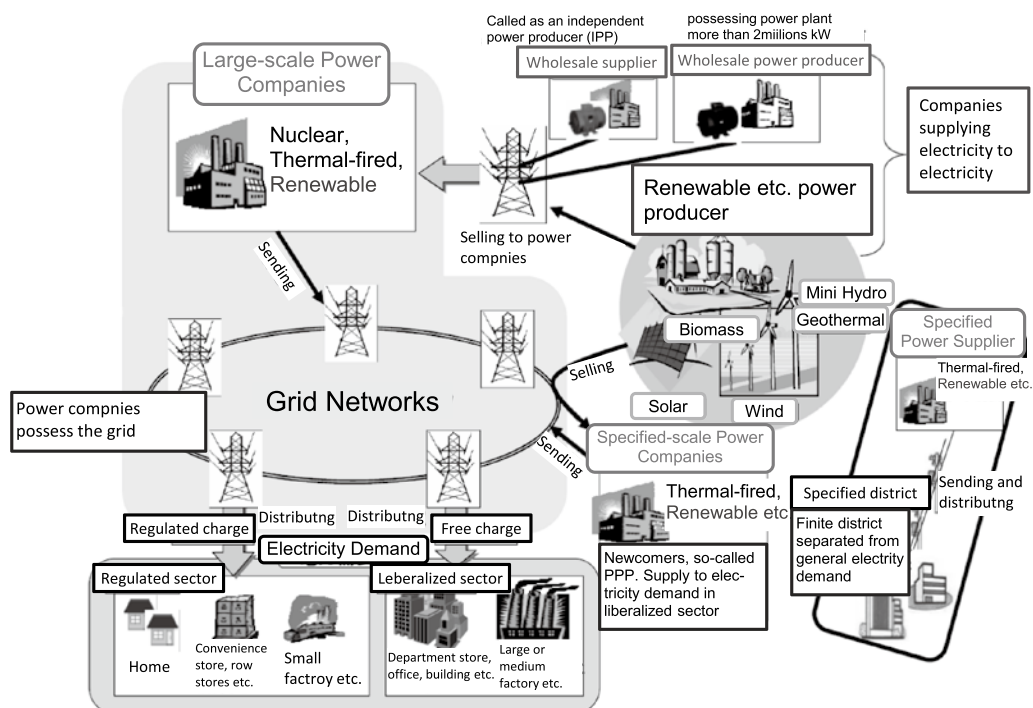 Called as an independent
power producer (IPP)
possessing power plant
more than 2miilions kW
Large-scale Power
Companies
Wholesale supplier
Wholesale power producer
Companies
supplying
electricity to
electricity
Nuclear,
Thermal-fired,
Renewable
Renewable etc. power
producer
Selling to power
compnies
Sending
Mini Hydro
Geothermal
Biomass
Solar
Wind
Specified
Power Supplier
Thermal-fired,
Renewable etc.
Selling
Grid Networks
Power compnies
possess the grid
Sending
Specified-scale Power
Companies
Thermal-fired,
Renewable etc
Newcomers, so-called
PPP. Supply to elec-
tricity demand in
liberalized sector
Specified district
Sending and
distributng
Finite district
separated from
general electrity
demand
Regulated charge
Distributng
Distributng
Free charge
Electricity Demand
Regulated sector
Leberalized sector
Home
Convenience
store, row
stores etc.
Small
factroy etc.
Department store,
office, building etc.
Large or
medium
factory etc.